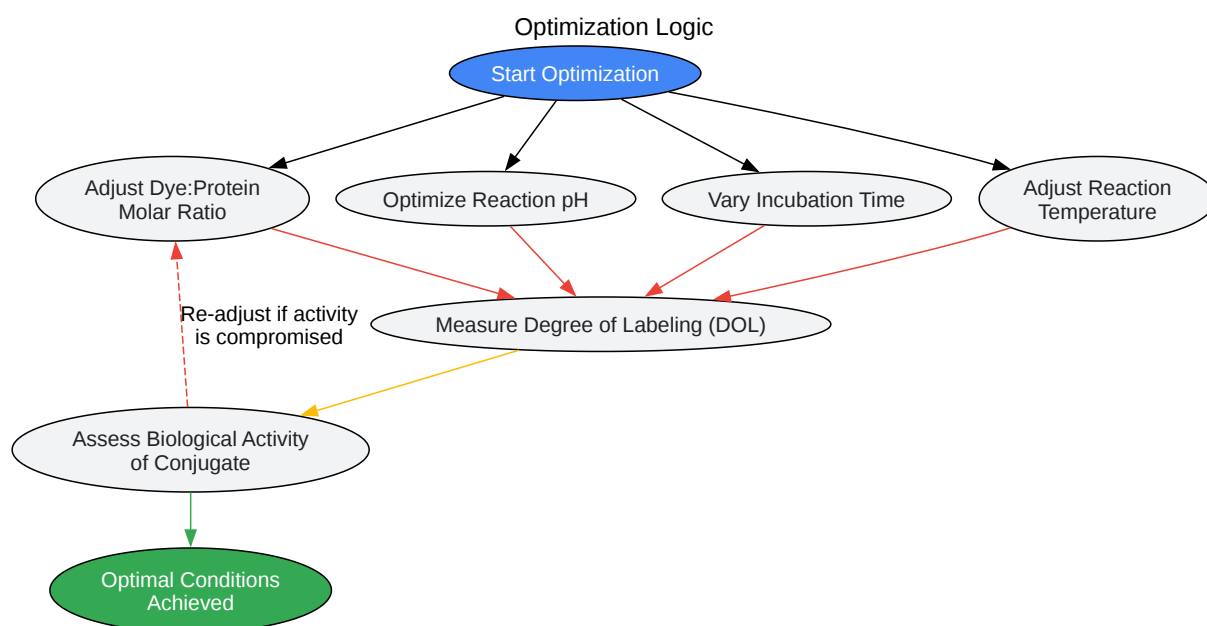 Optimization Logic
Start Optimization
Adjust Dye:Protein
Molar Ratio
Optimize Reaction pH
Vary Incubation Time
Adjust Reaction
Temperature
Re-adjust if activity
is compromised
Measure Degree of Labeling (DOL)
Assess Biological Activity
of Conjugate
Optimal Conditions
Achieved